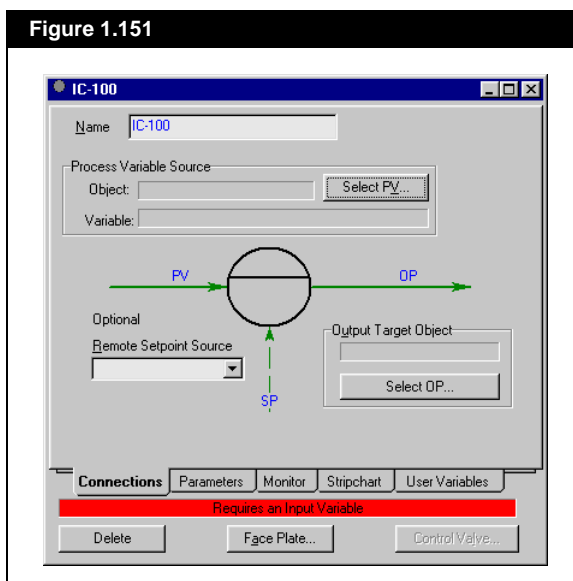 Figure 1.151
IC-100
Name IC-100
Process Variable Source
Object: Select PV...
Variable:
PV OP
Optional
Remote Setpoint Source
Output Target Object
Select OP...
SP
Connections Parameters Monitor Stripchart User Variables
Requires an Input Variable
Delete Face Plate... Control Valve...